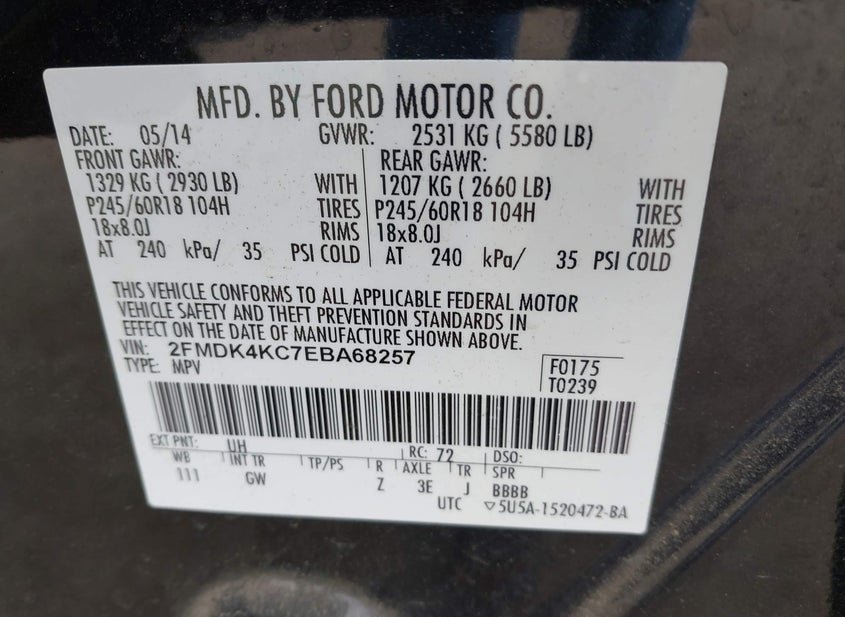 MFD. BY FORD MOTOR CO.
DATE: 05/14 GVWR: 2531 KG ( 5580 LB)
FRONT GAWR: REAR GAWR:
1329 KG ( 2930 LB) WITH 1207 KG ( 2660 LB) WITH
P245/60R18 104H TIRES P245/60R18 104H TIRES
18x8.0J RIMS 18x8.0J RIMS
AT 240 kPa/ 35 PSI COLD AT 240 kPa/ 35 PSI COLD
THIS VEHICLE CONFORMS TO ALL APPLICABLE FEDERAL MOTOR
VEHICLE SAFETY AND THEFT PREVENTION STANDARDS IN
EFFECT ON THE DATE OF MANUFACTURE SHOWN ABOVE.
VIN: 2FMDK4KC7EBA68257 F0175
TYPE: MPV T0239
EXT PNT: UH RC: 72 DSO:
WB INT TR TP/PS R AXLE TR SPR
111 GW Z 3E J BBBB
UTC ▽5U5A-1520472-BA